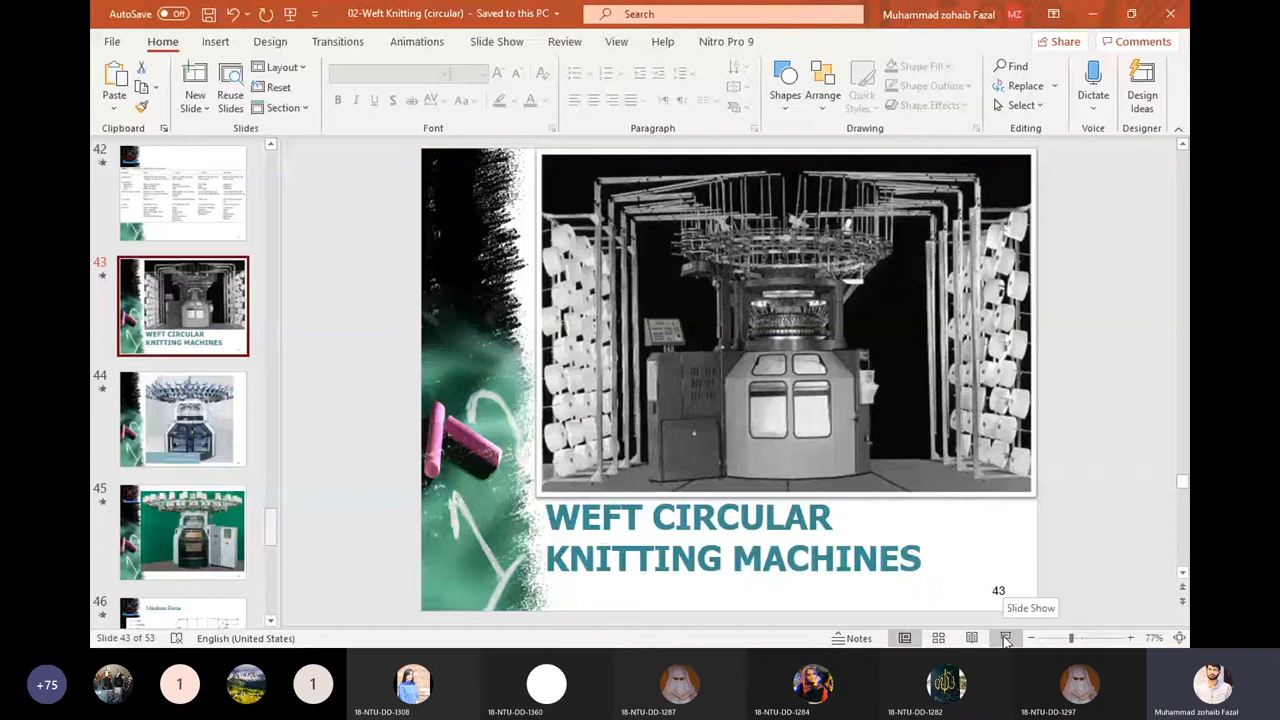 AutoSave Off 02-Weft Knitting (circular) - Saved to this PC Search Muhammad zohaib Fazal MZ
File Home Insert Design Transitions Animations Slide Show Review View Help Nitro Pro 9 Share Comments
Paste
New
Slide
Reuse
Slides
Layout
Reset
Section
Shapes
Arrange
Quick
Styles
Shape Fill
Shape Outline
Shape Effects
Find
Replace
Select
Dictate
Design
Ideas
Clipboard Slides Font Paragraph Drawing Editing Voice Designer
42
43
WEFT CIRCULAR
KNITTING MACHINES
44
45
46
WEFT CIRCULAR
KNITTING MACHINES
43
Slide Show
Slide 43 of 53 English (United States) Notes 77%
+75 1 1
18-NTU-DD-1308 18-NTU-DD-1360 18-NTU-DD-1287 18-NTU-DD-1284 18-NTU-DD-1282 18-NTU-DD-1297 Muhammad zohaib Fazal